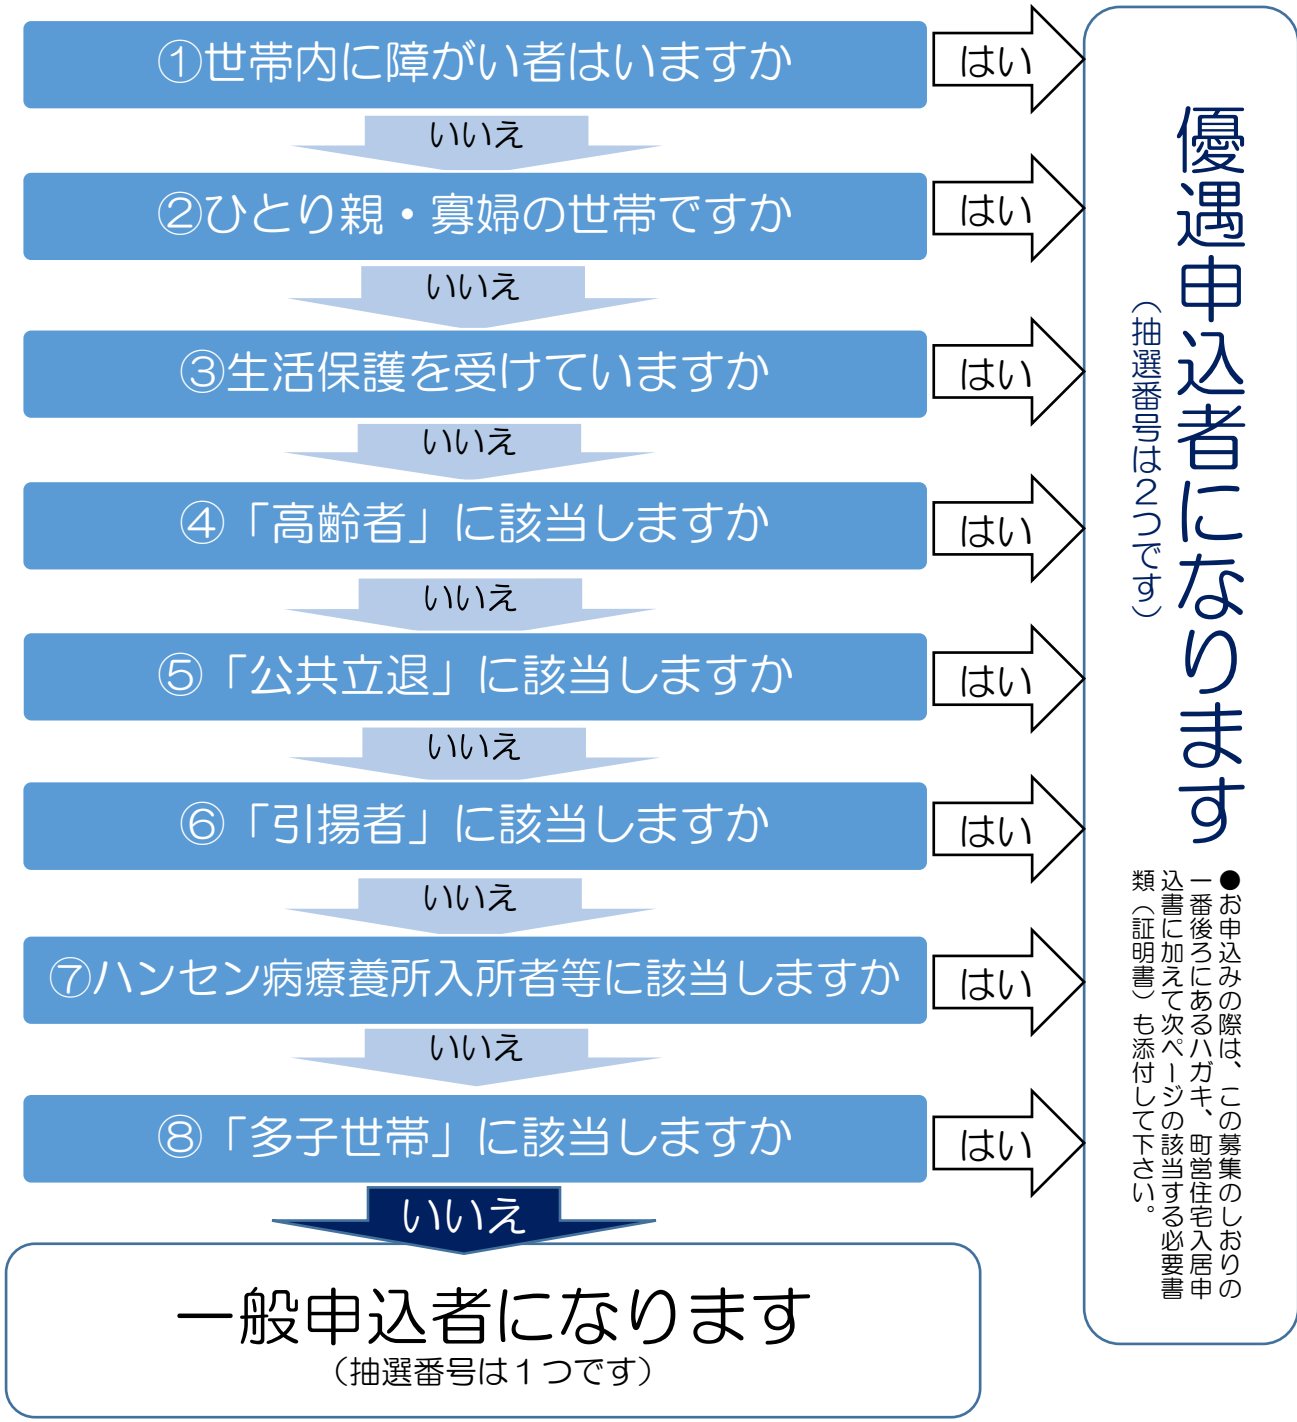 ①世帯内に障がい者はいますか
はい
いいえ
②ひとり親・寡婦の世帯ですか
はい
いいえ
③生活保護を受けていますか
はい
いいえ
④「高齢者」に該当しますか
はい
いいえ
⑤「公共立退」に該当しますか
はい
いいえ
⑥「引揚者」に該当しますか
はい
いいえ
⑦ハンセン病療養所入所者等に該当しますか
はい
いいえ
⑧「多子世帯」に該当しますか
はい
いいえ
一般申込者になります
（抽選番号は１つです）
優遇申込者になります
（抽選番号は２つです）
●お申込みの際は、この募集のしおりの
一番後ろにあるハガキ、町営住宅入居申
込書に加えて次ページの該当する必要書
類（証明書）も添付して下さい。